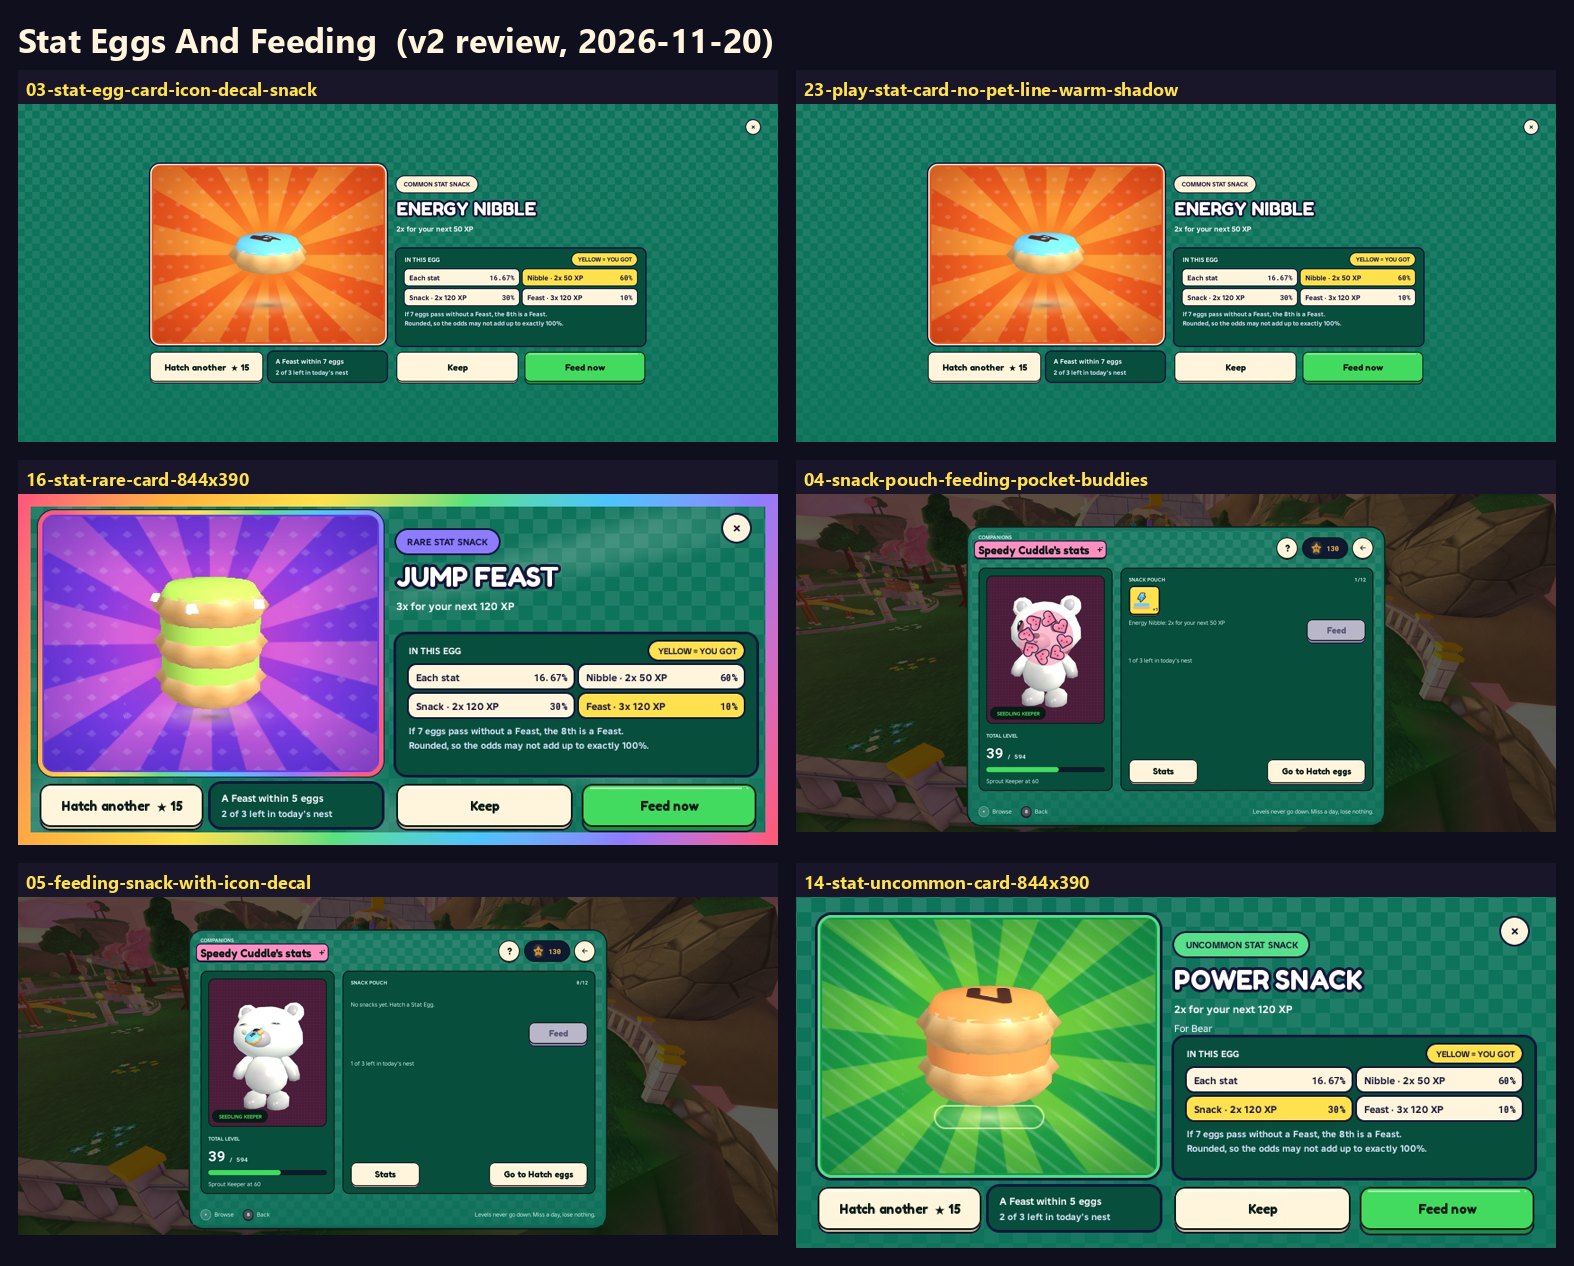 Stat Eggs And Feeding (v2 review, 2026-11-20)
03-stat-egg-card-icon-decal-snack
×
COMMON STAT SNACK
ENERGY NIBBLE
2x for your next 50 XP
IN THIS EGG
YELLOW = YOU GOT
Each stat 16.67%
Nibble · 2x 50 XP 60%
Snack · 2x 120 XP 30%
Feast · 3x 120 XP 10%
If 7 eggs pass without a Feast, the 8th is a Feast.
Rounded, so the odds may not add up to exactly 100%.
Hatch another ★ 15
A Feast within 7 eggs
2 of 3 left in today's nest
Keep
Feed now
23-play-stat-card-no-pet-line-warm-shadow
×
COMMON STAT SNACK
ENERGY NIBBLE
2x for your next 50 XP
IN THIS EGG
YELLOW = YOU GOT
Each stat 16.67%
Nibble · 2x 50 XP 60%
Snack · 2x 120 XP 30%
Feast · 3x 120 XP 10%
If 7 eggs pass without a Feast, the 8th is a Feast.
Rounded, so the odds may not add up to exactly 100%.
Hatch another ★ 15
A Feast within 7 eggs
2 of 3 left in today's nest
Keep
Feed now
16-stat-rare-card-844x390
×
RARE STAT SNACK
JUMP FEAST
3x for your next 120 XP
IN THIS EGG
YELLOW = YOU GOT
Each stat 16.67%
Nibble · 2x 50 XP 60%
Snack · 2x 120 XP 30%
Feast · 3x 120 XP 10%
If 7 eggs pass without a Feast, the 8th is a Feast.
Rounded, so the odds may not add up to exactly 100%.
Hatch another ★ 15
A Feast within 5 eggs
2 of 3 left in today's nest
Keep
Feed now
04-snack-pouch-feeding-pocket-buddies
COMPANIONS
Speedy Cuddle's stats
?
130
←
SEEDLING KEEPER
TOTAL LEVEL
39 / 594
Sprout Keeper at 60
SNACK POUCH
1/12
Energy Nibble: 2x for your next 50 XP
Feed
1 of 3 left in today's nest
Stats
Go to Hatch eggs
Browse
B Back
Levels never go down. Miss a day, lose nothing.
05-feeding-snack-with-icon-decal
COMPANIONS
Speedy Cuddle's stats
?
130
←
SEEDLING KEEPER
TOTAL LEVEL
39 / 594
Sprout Keeper at 60
SNACK POUCH
0/12
No snacks yet. Hatch a Stat Egg.
Feed
1 of 3 left in today's nest
Stats
Go to Hatch eggs
Browse
B Back
Levels never go down. Miss a day, lose nothing.
14-stat-uncommon-card-844x390
×
UNCOMMON STAT SNACK
POWER SNACK
2x for your next 120 XP
For Bear
IN THIS EGG
YELLOW = YOU GOT
Each stat 16.67%
Nibble · 2x 50 XP 60%
Snack · 2x 120 XP 30%
Feast · 3x 120 XP 10%
If 7 eggs pass without a Feast, the 8th is a Feast.
Rounded, so the odds may not add up to exactly 100%.
Hatch another ★ 15
A Feast within 5 eggs
2 of 3 left in today's nest
Keep
Feed now